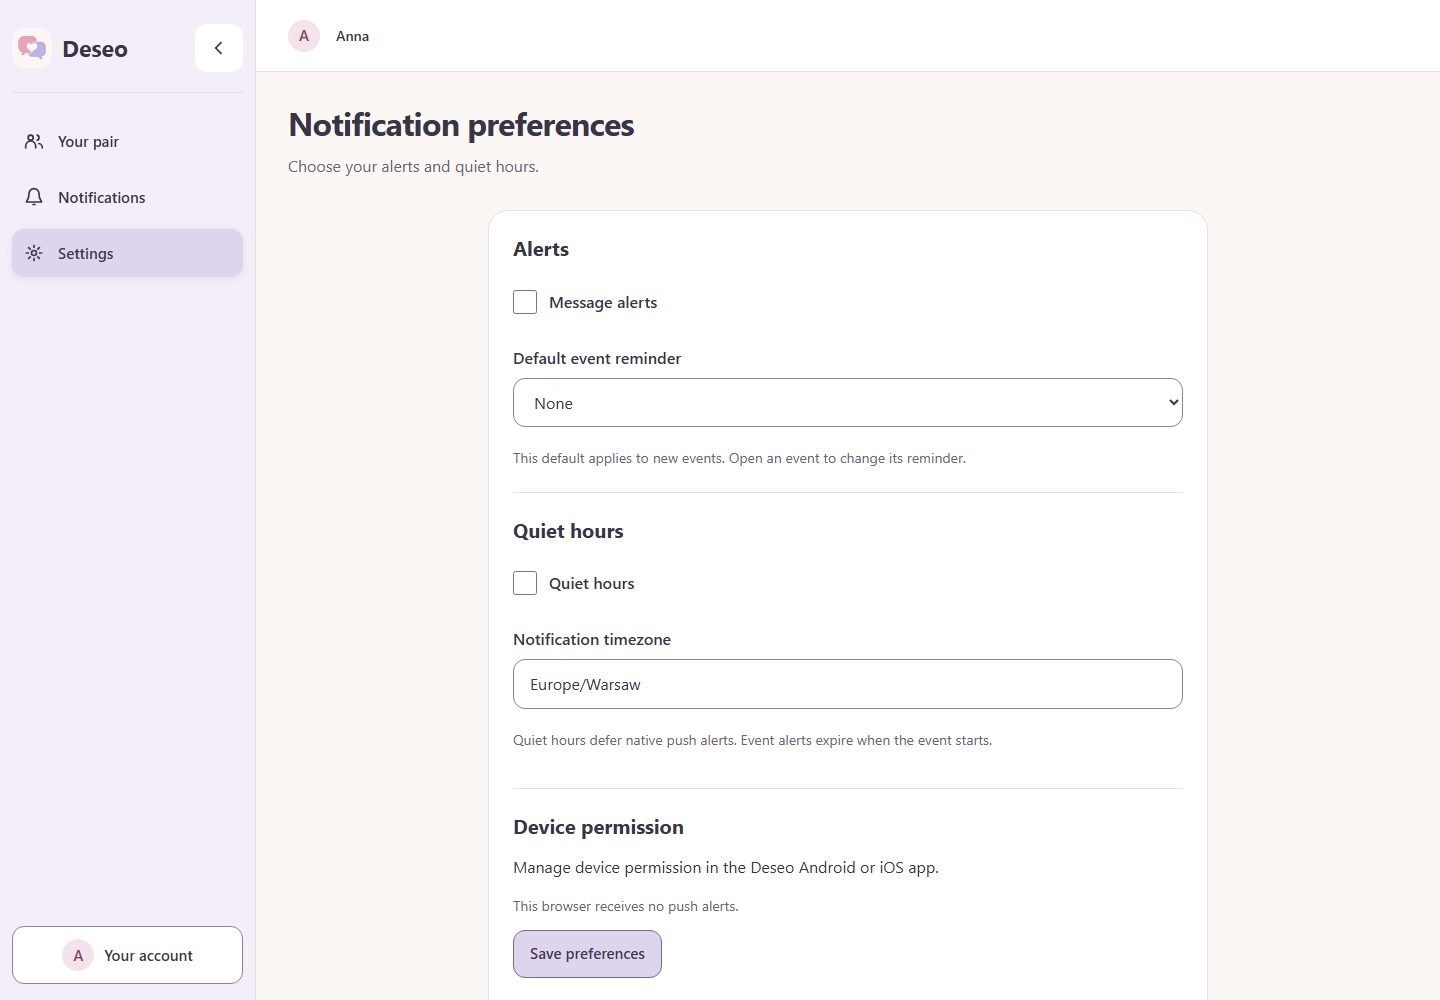 Deseo
Your pair
Notifications
Settings
A Your account
A Anna
Notification preferences
Choose your alerts and quiet hours.
Alerts
Message alerts
Default event reminder
None
This default applies to new events. Open an event to change its reminder.
Quiet hours
Quiet hours
Notification timezone
Europe/Warsaw
Quiet hours defer native push alerts. Event alerts expire when the event starts.
Device permission
Manage device permission in the Deseo Android or iOS app.
This browser receives no push alerts.
Save preferences